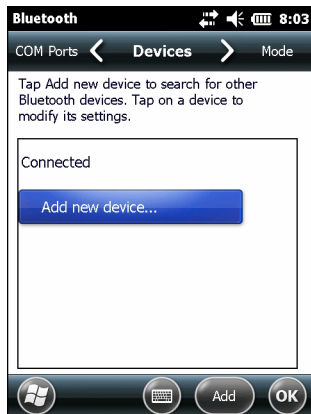 Bluetooth 8:03
COM Ports Devices Mode
Tap Add new device to search for other
Bluetooth devices. Tap on a device to
modify its settings.
Connected
Add new device...
Add OK